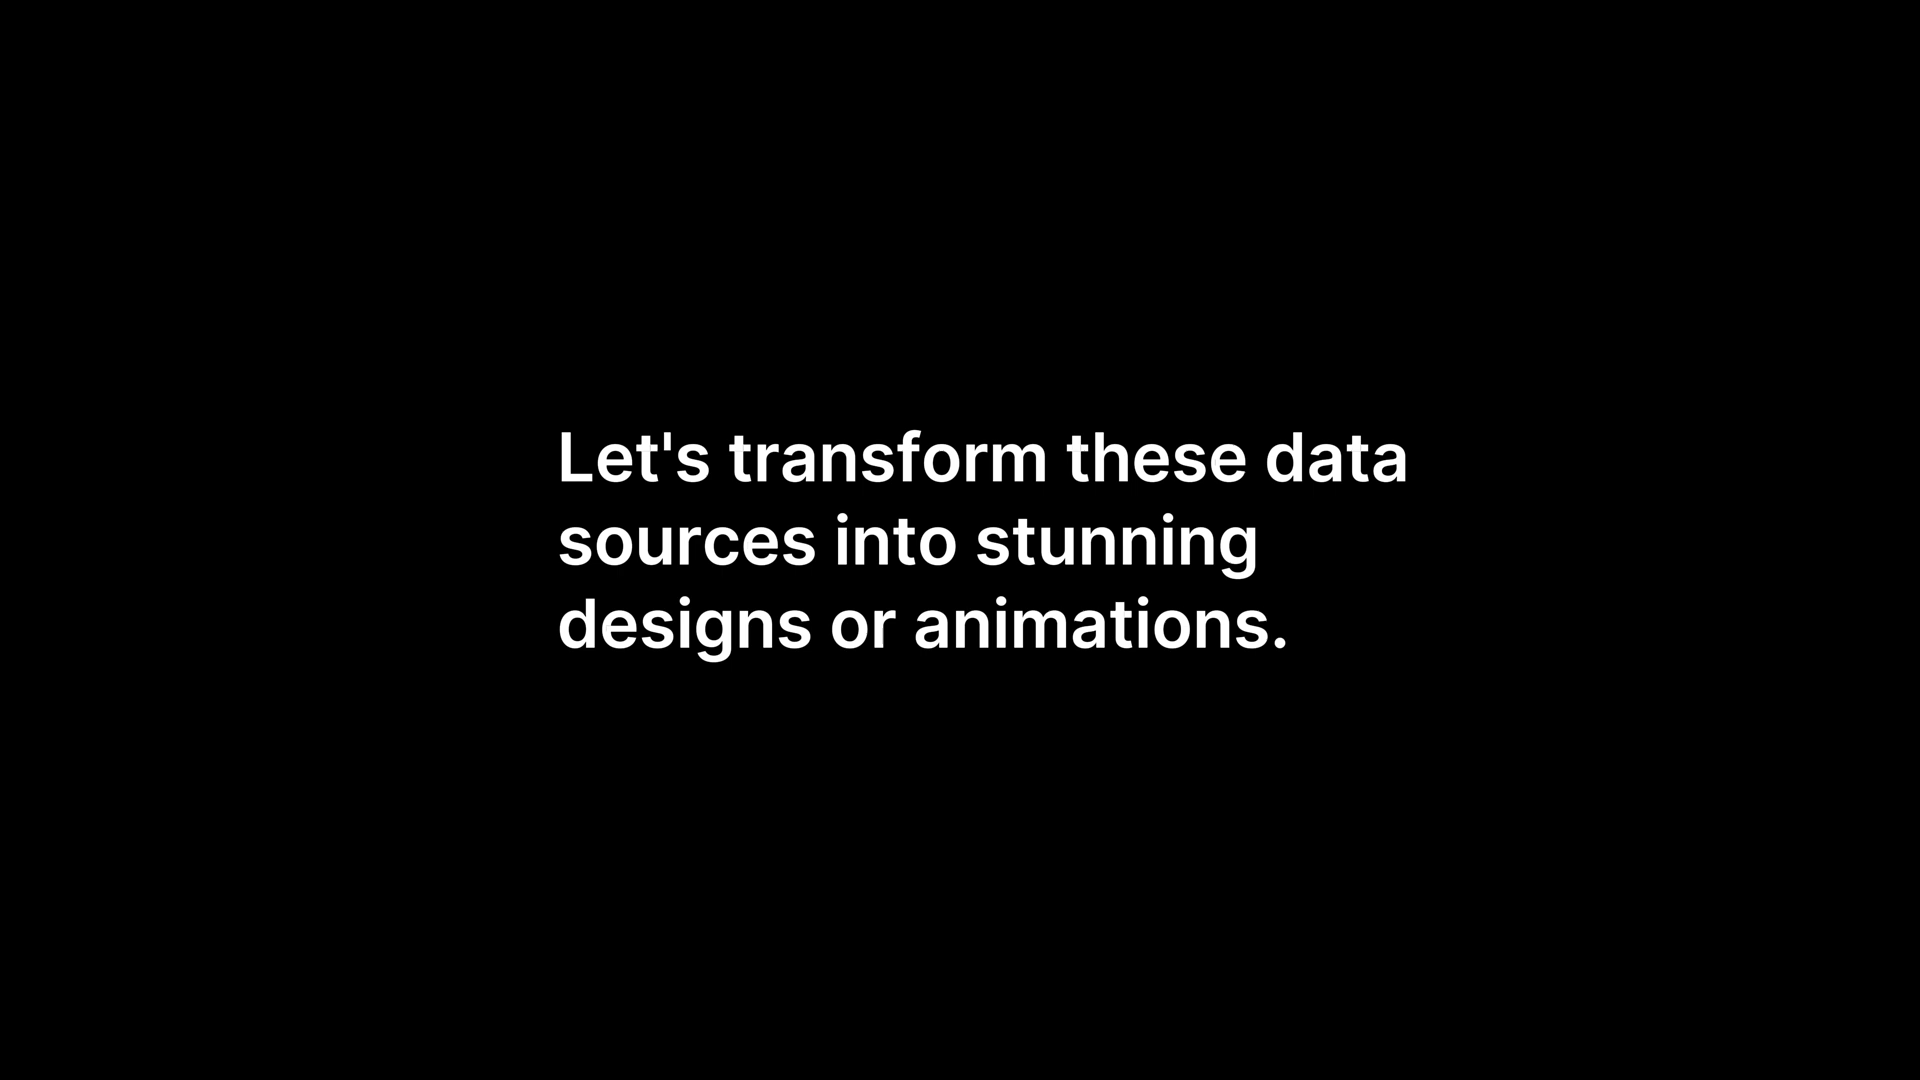 Let's transform these data
sources into stunning
designs or animations.